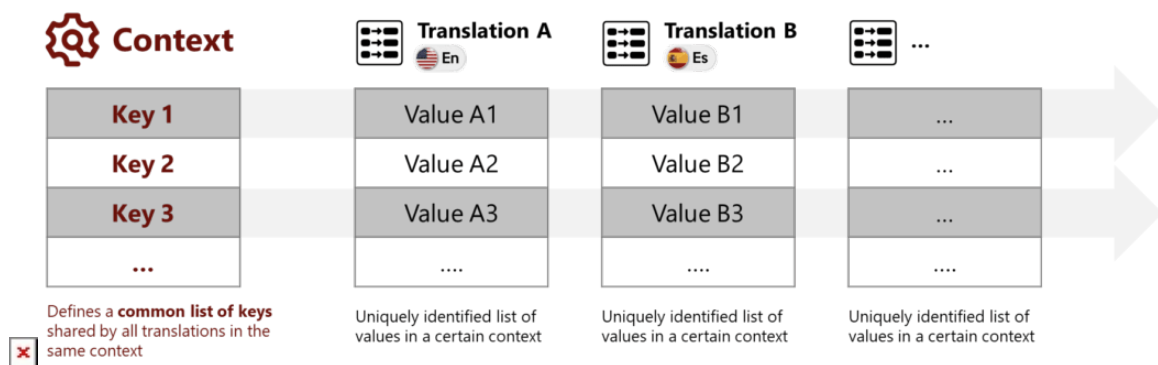 Context
Translation A
En
Translation B
Es
...
Key 1
Value A1
Value B1
...
Key 2
Value A2
Value B2
...
Key 3
Value A3
Value B3
...
...
....
....
....
Defines a common list of keys
shared by all translations in the
same context
Uniquely identified list of
values in a certain context
Uniquely identified list of
values in a certain context
Uniquely identified list of
values in a certain context